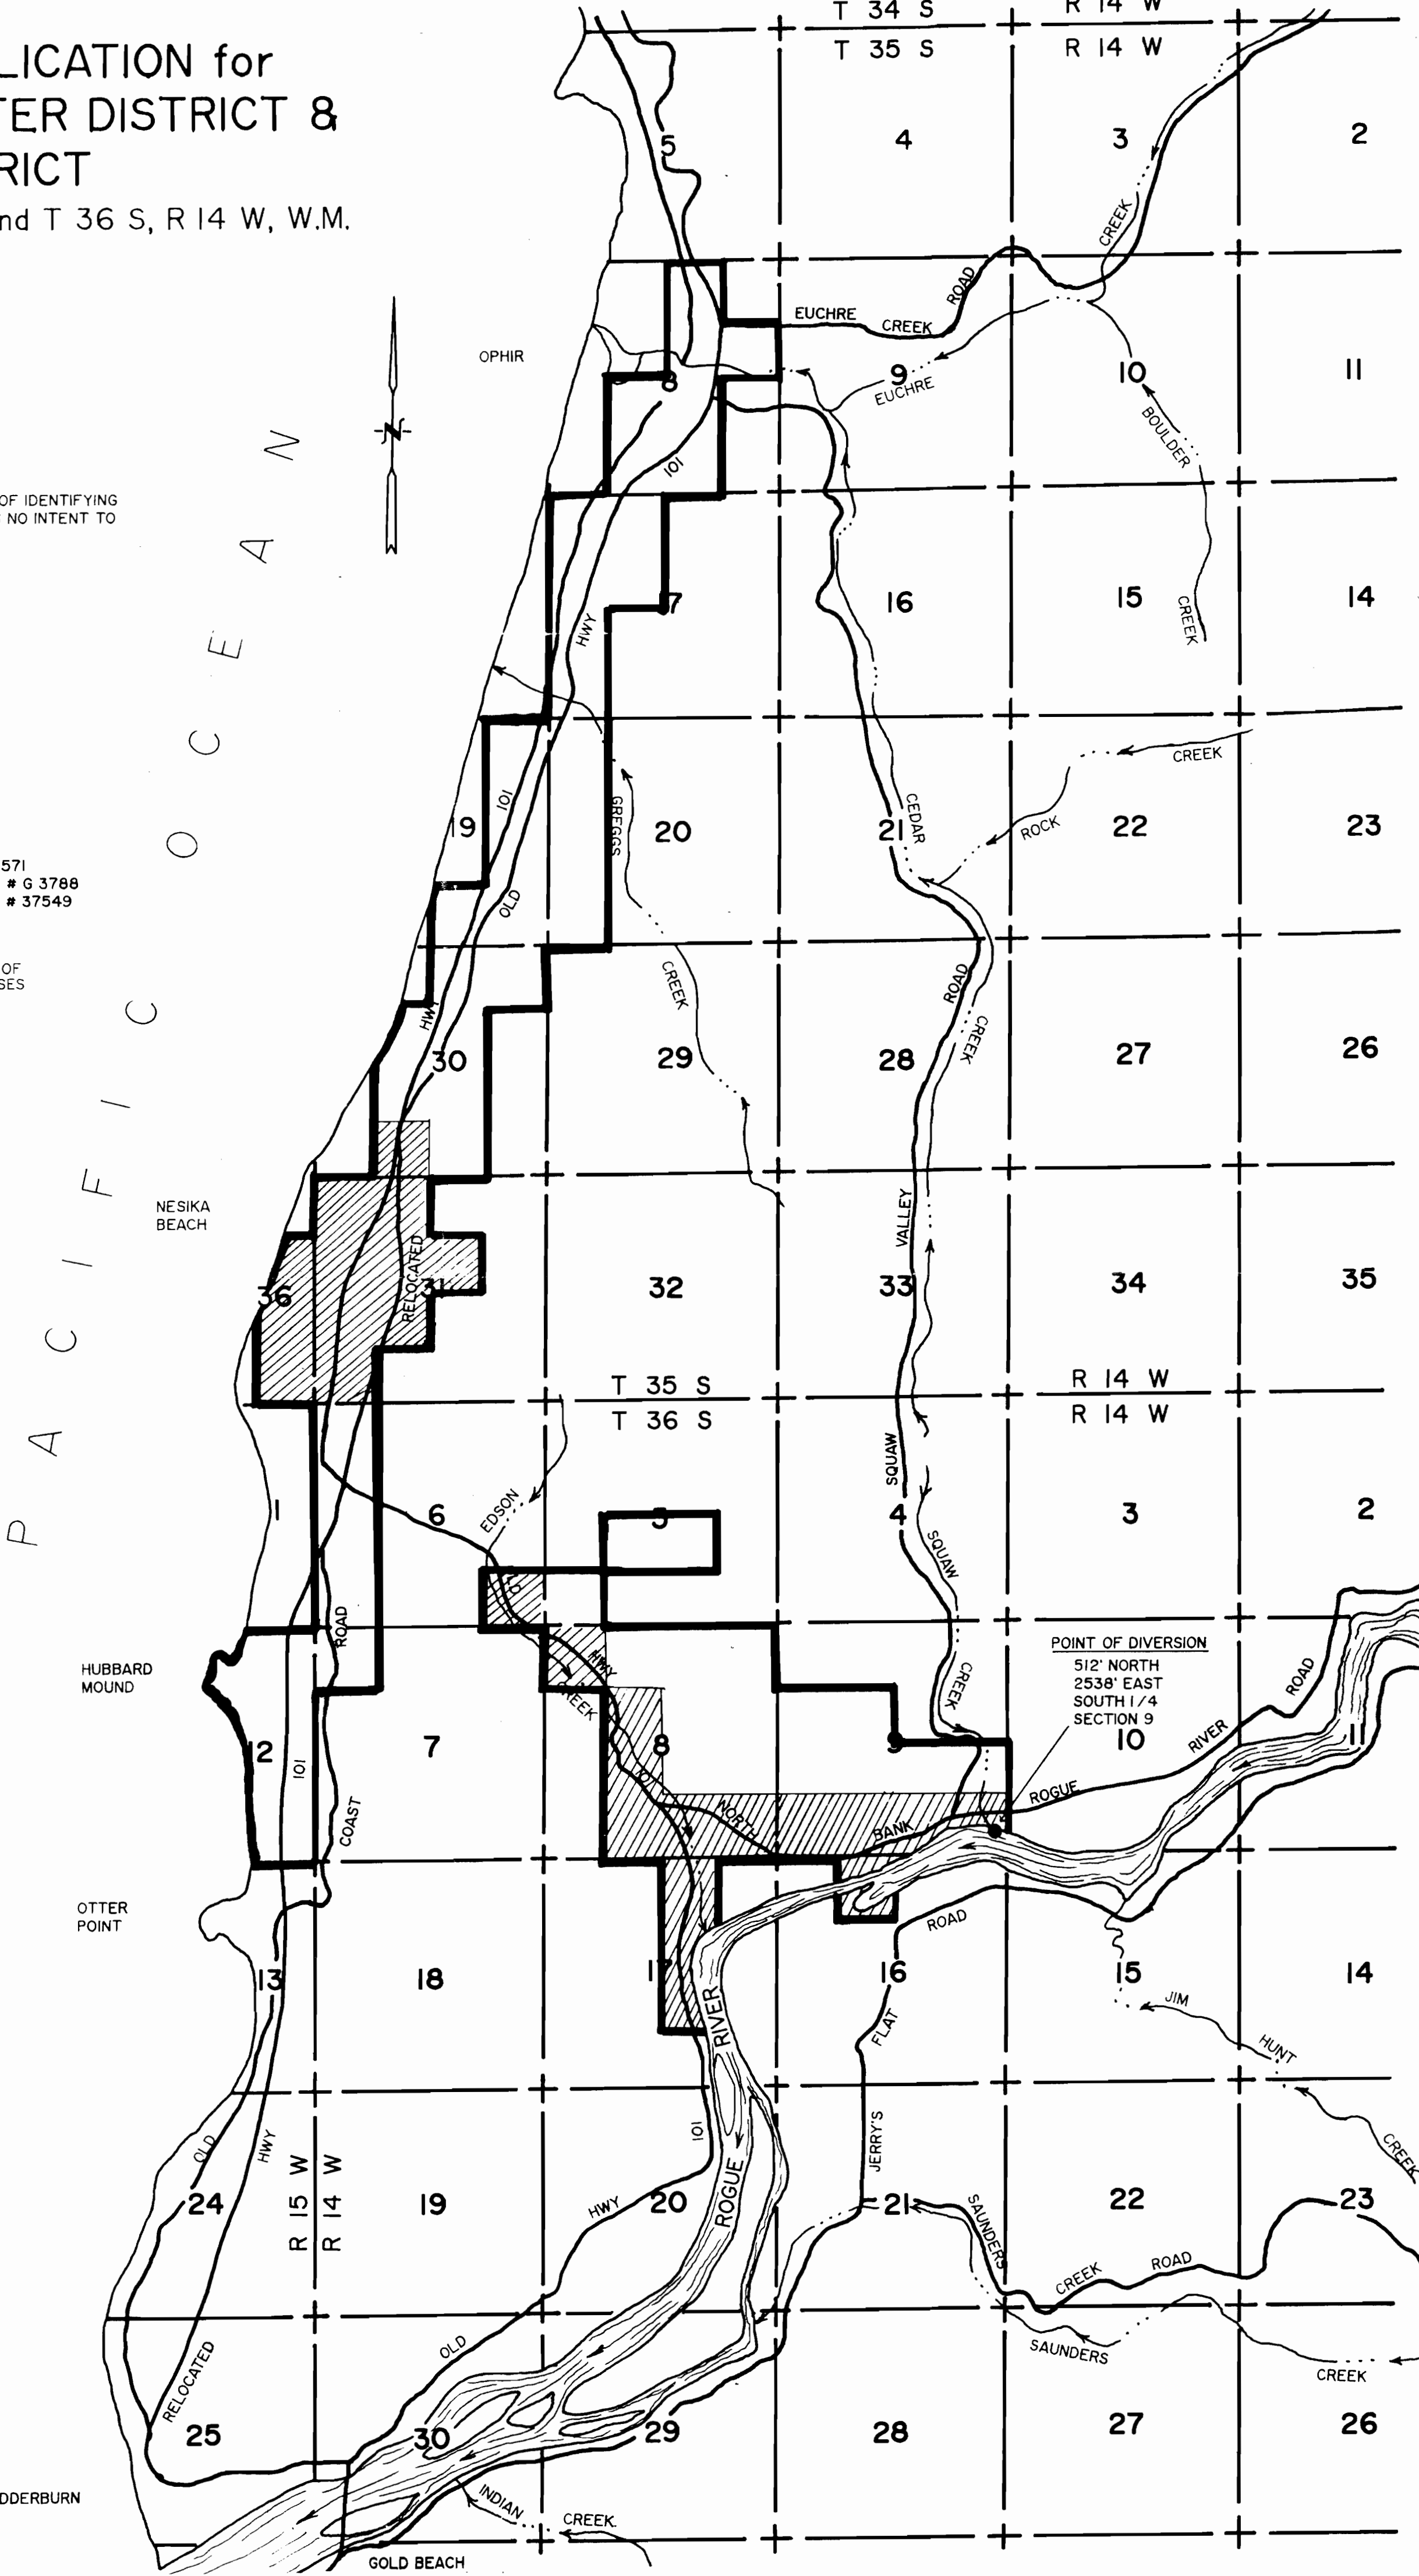 T 34 S R 14 W
T 35 S R 14 W
LICATION for
TER DISTRICT &
RICT
nd T 36 S, R 14 W, W.M.
5
4
3
2
CREEK
ROAD
EUCHRE
CREEK
OPHIR
N
8
9
EUCHRE
10
11
BOULDER
CREEK
101
OF IDENTIFYING
NO INTENT TO
PACIFIC OCEAN
17
16
15
14
HWY
CREEK
ROCK
CEDAR
19
101
GREGGS
20
21
22
23
571
# G 3788
# 37549
OLD
OF
SES
CREEK
ROAD
CREEK
HWY
30
29
28
27
26
NESIKA
BEACH
VALLEY
RELOCATED
36
31
32
33
34
35
T 35 S R 14 W
T 36 S R 14 W
SQUAW
1
6
EDSON
5
4
SQUAW
3
2
OLD
ROAD
HUBBARD
MOUND
HWY
CREEK
CREEK
POINT OF DIVERSION
512' NORTH
2538' EAST
SOUTH 1/4
SECTION 9
ROAD
12
101
7
8
101
9
10
RIVER
11
COAST
NORTH
BANK
ROGUE
OTTER
POINT
ROAD
13
18
17
16
15
14
RIVER
FLAT
JIM
HUNT
CREEK
OLD
HWY
R 15 W
R 14 W
101
JERRY'S
24
19
HWY
20
ROGUE
21
SAUNDERS
22
23
CREEK
ROAD
SAUNDERS
CREEK
RELOCATED
OLD
25
30
29
28
27
26
DDERBURN
INDIAN
CREEK
GOLD BEACH